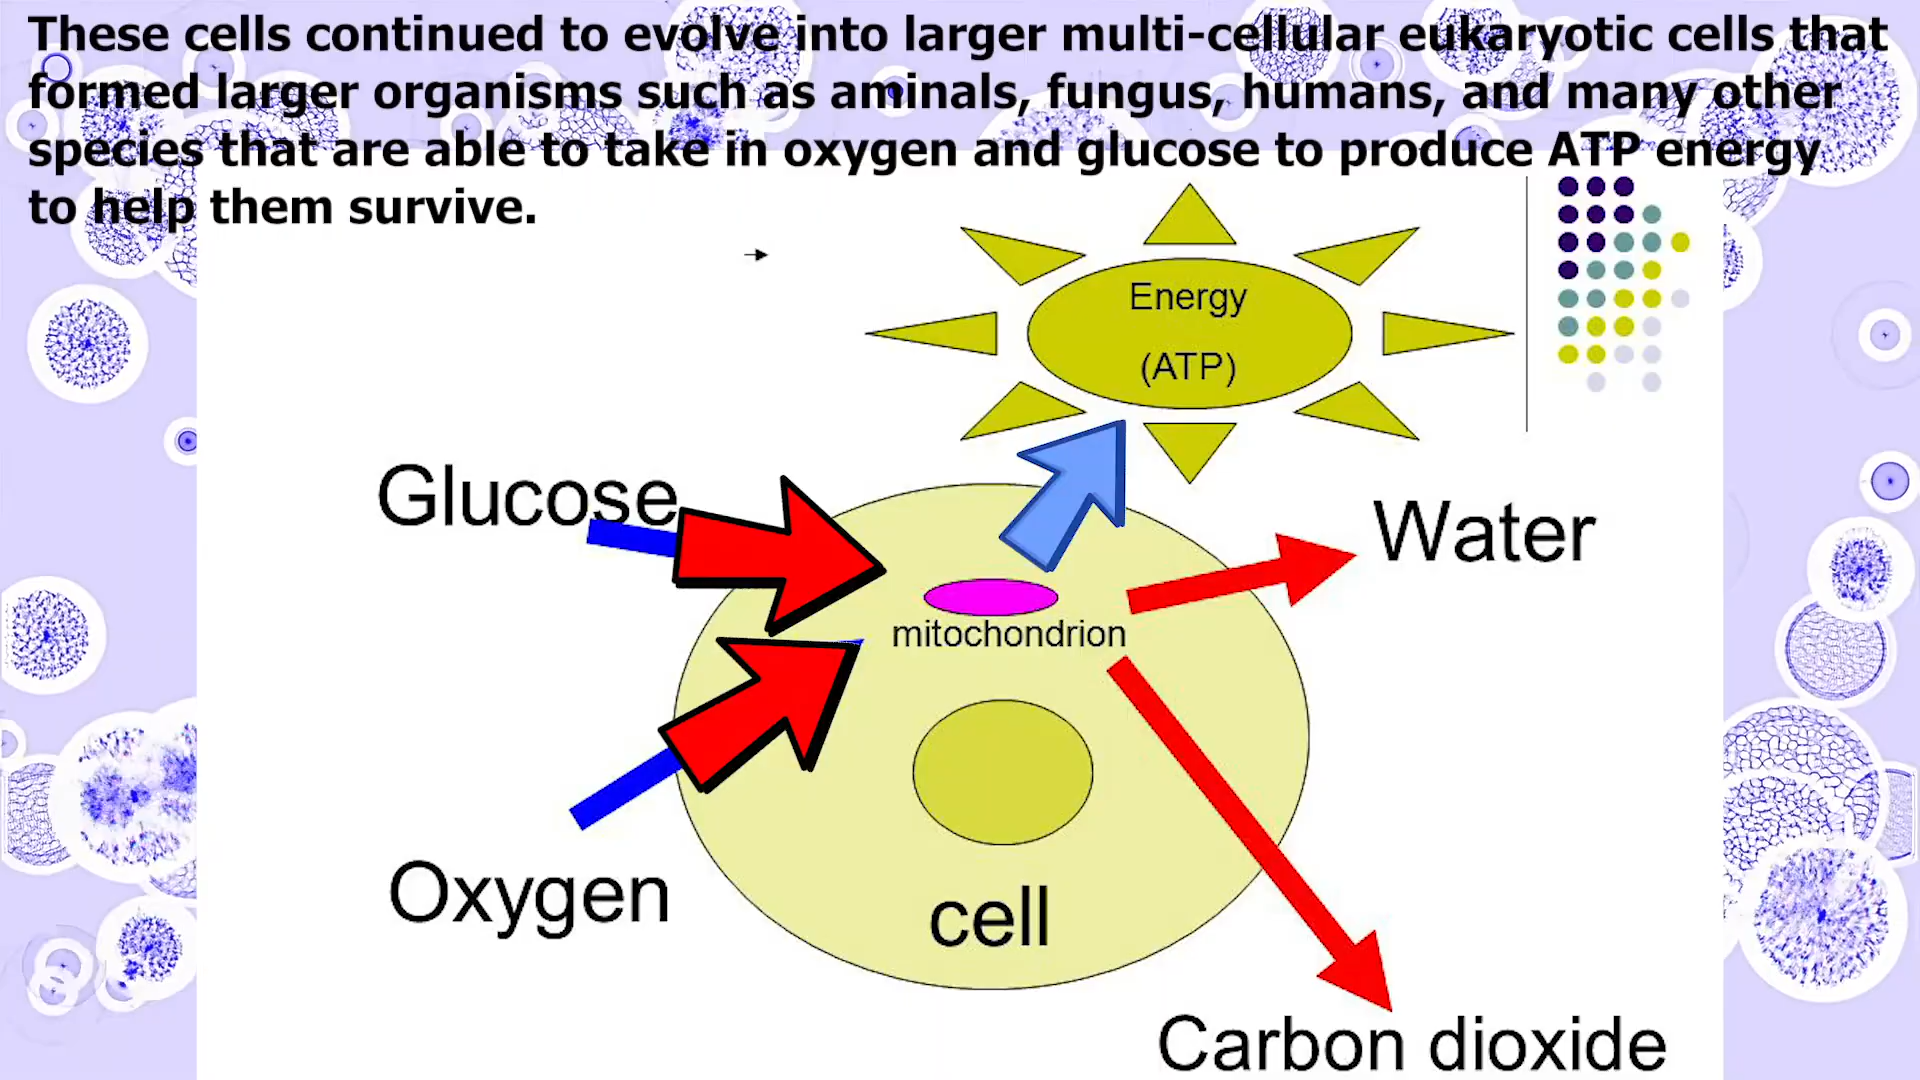 These cells continued to evolve into larger multi-cellular eukaryotic cells that
formed larger organisms such as aminals, fungus, humans, and many other
species that are able to take in oxygen and glucose to produce ATP energy
to help them survive.
Energy
(ATP)
Glucose
Water
mitochondrion
Oxygen
cell
Carbon dioxide